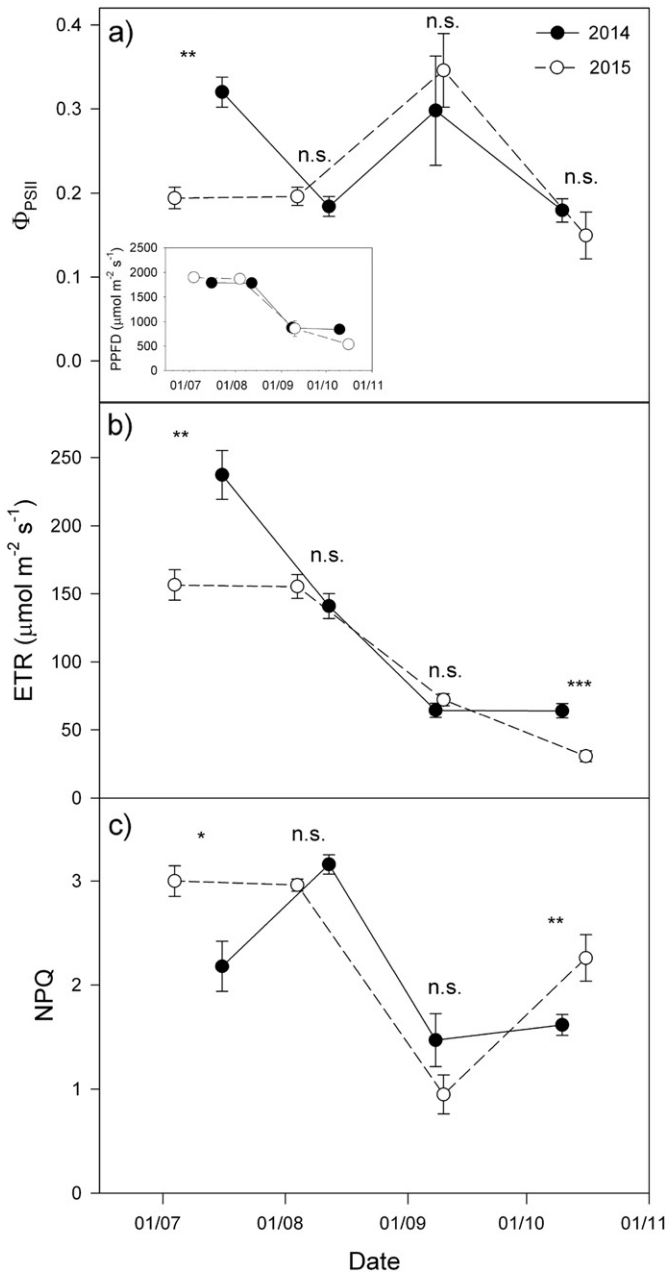 a)
n.s.
2014
2015
**
n.s.
n.s.
0.4
0.3
0.2
0.1
0.0
Φ_PSII
2500
2000
1500
1000
500
0
PPFD (μmol m⁻² s⁻¹)
01/07 01/08 01/09 01/10 01/11
b)
**
n.s.
n.s.
***
250
200
150
100
50
0
ETR (μmol m⁻² s⁻¹)
c)
*
n.s.
**
n.s.
3
2
1
0
NPQ
01/07 01/08 01/09 01/10 01/11
Date